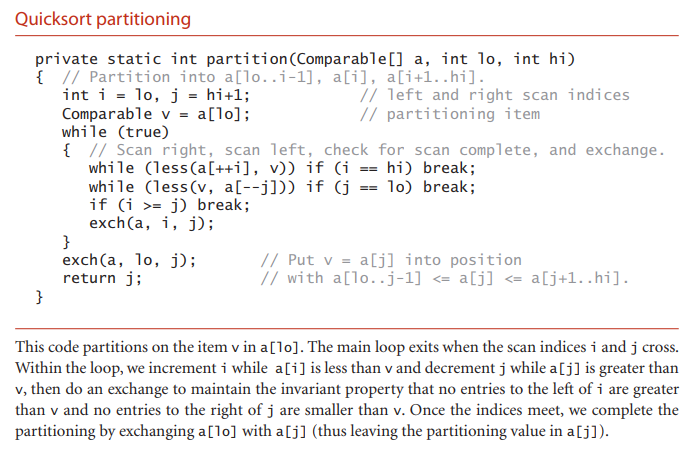 Quicksort partitioning
private static int partition(Comparable[] a, int lo, int hi)
{  // Partition into a[lo..i-1], a[i], a[i+1..hi].
   int i = lo, j = hi+1;            // left and right scan indices
   Comparable v = a[lo];            // partitioning item
   while (true)
   {  // Scan right, scan left, check for scan complete, and exchange.
      while (less(a[++i], v)) if (i == hi) break;
      while (less(v, a[--j])) if (j == lo) break;
      if (i >= j) break;
      exch(a, i, j);
   }
   exch(a, lo, j);       // Put v = a[j] into position
   return j;             // with a[lo..j-1] <= a[j] <= a[j+1..hi].
}
This code partitions on the item v in a[lo]. The main loop exits when the scan indices i and j cross.
Within the loop, we increment i while a[i] is less than v and decrement j while a[j] is greater than
v, then do an exchange to maintain the invariant property that no entries to the left of i are greater
than v and no entries to the right of j are smaller than v. Once the indices meet, we complete the
partitioning by exchanging a[lo] with a[j] (thus leaving the partitioning value in a[j]).